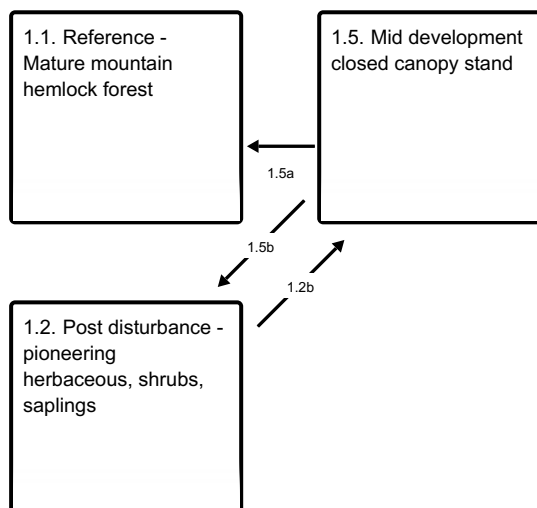 1.1. Reference -
Mature mountain
hemlock forest
1.5. Mid development
closed canopy stand
1.5a
1.5b
1.2b
1.2. Post disturbance -
pioneering
herbaceous, shrubs,
saplings